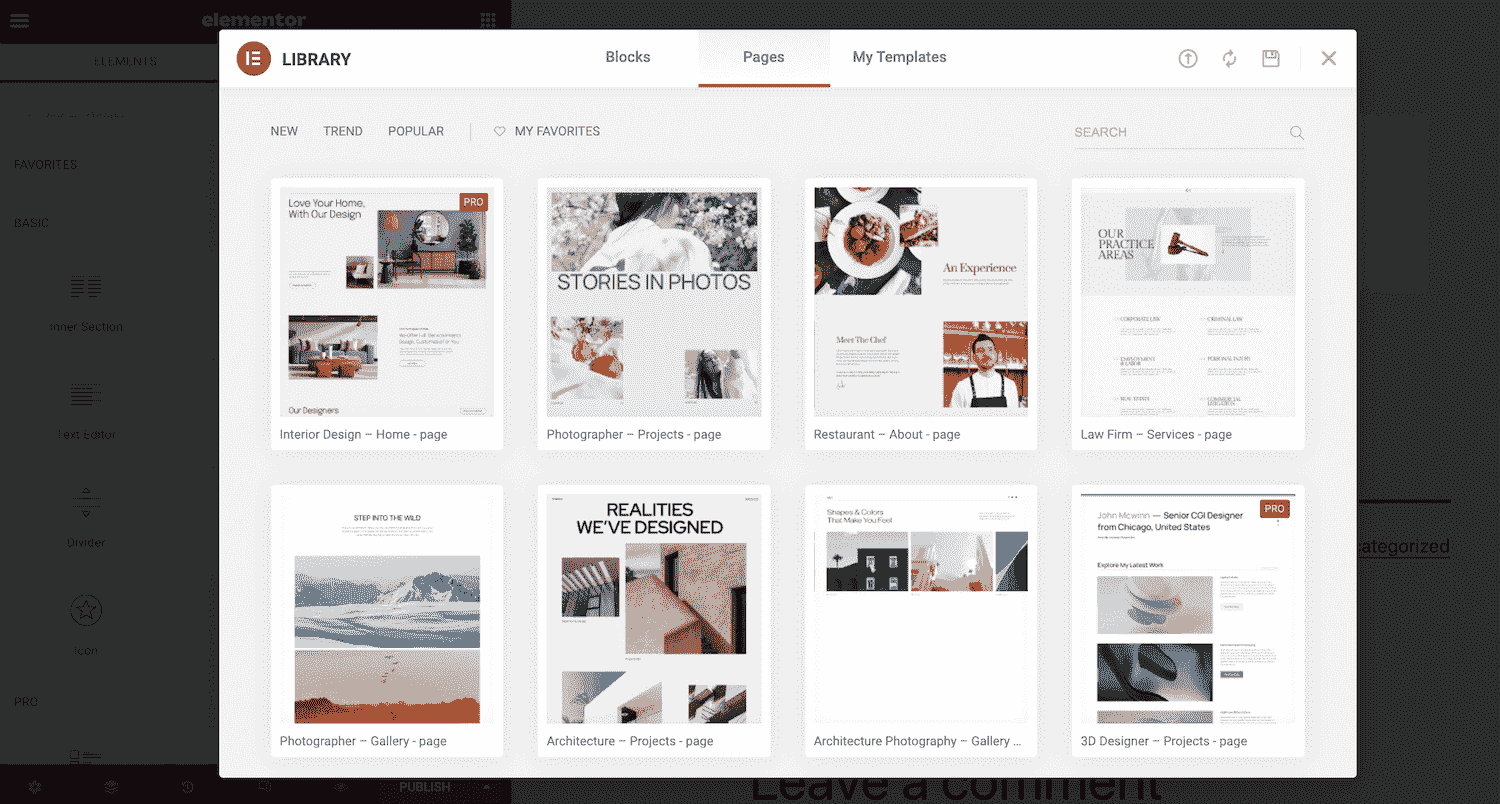 elementor
ELEMENTS
FAVORITES
BASIC
Inner Section
Text Editor
Divider
Icon
PRO
PUBLISH
LIBRARY
Blocks
Pages
My Templates
NEW
TREND
POPULAR
MY FAVORITES
SEARCH
Love Your Home,
With Our Design
PRO
Our Designers
Interior Design – Home - page
STORIES IN PHOTOS
Photographer – Projects - page
An Experience
Meet The Chef
Restaurant – About - page
OUR
PRACTICE
AREAS
CORPORATE LAW
CRIMINAL LAW
EMPLOYMENT
& LABOR
PERSONAL INJURY
REAL ESTATE
COMMERCIAL
LITIGATION
Law Firm – Services - page
STEP INTO THE WILD
Photographer – Gallery - page
REALITIES
WE'VE DESIGNED
Architecture – Projects - page
Shapes & Colors
That Make You Feel
Architecture Photography – Gallery ...
PRO
John Mcwinn — Senior CGI Designer
from Chicago, United States
Explore My Latest Work
3D Designer – Projects - page
categorized
Leave a comment